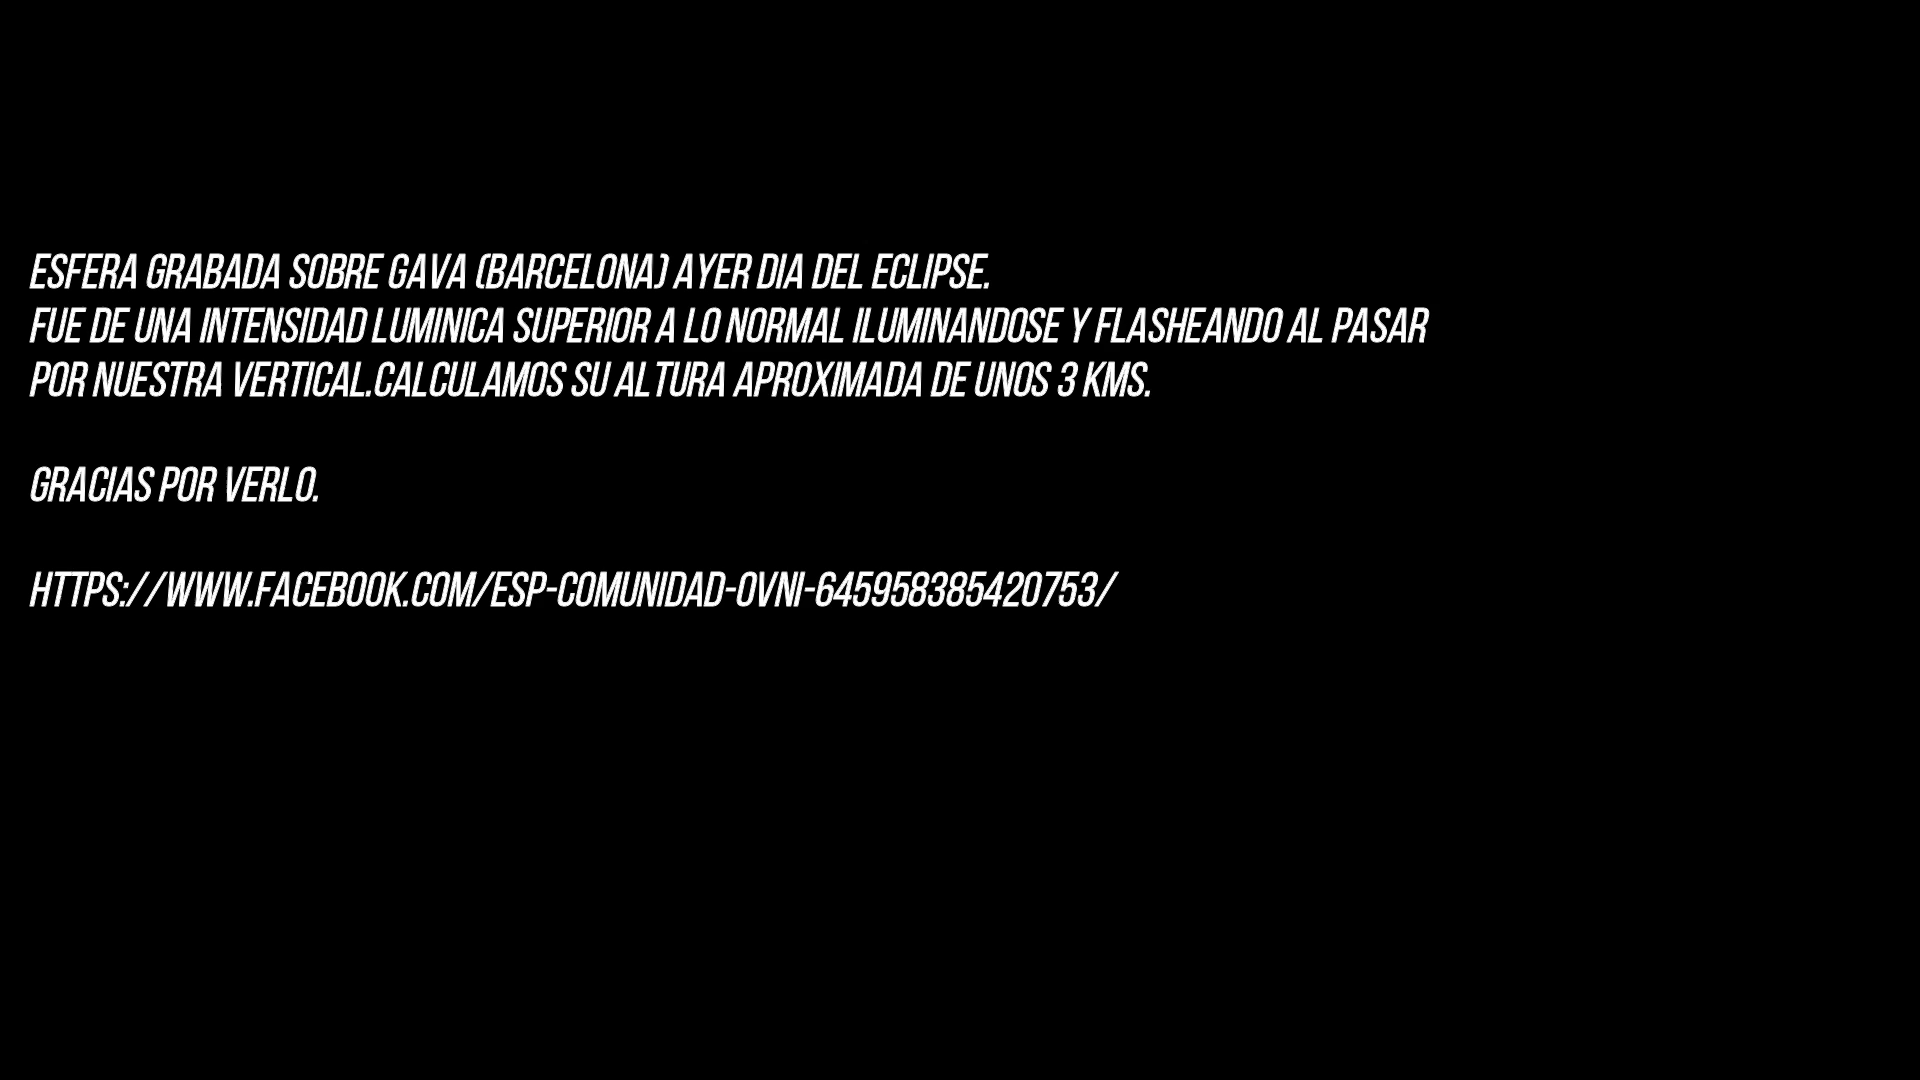 ESFERA GRABADA SOBRE GAVA (BARCELONA) AYER DIA DEL ECLIPSE.
FUE DE UNA INTENSIDAD LUMINICA SUPERIOR A LO NORMAL ILUMINANDOSE Y FLASHEANDO AL PASAR
POR NUESTRA VERTICAL.CALCULAMOS SU ALTURA APROXIMADA DE UNOS 3 KMS.
GRACIAS POR VERLO.
HTTPS://WWW.FACEBOOK.COM/ESP-COMUNIDAD-OVNI-645958385420753/